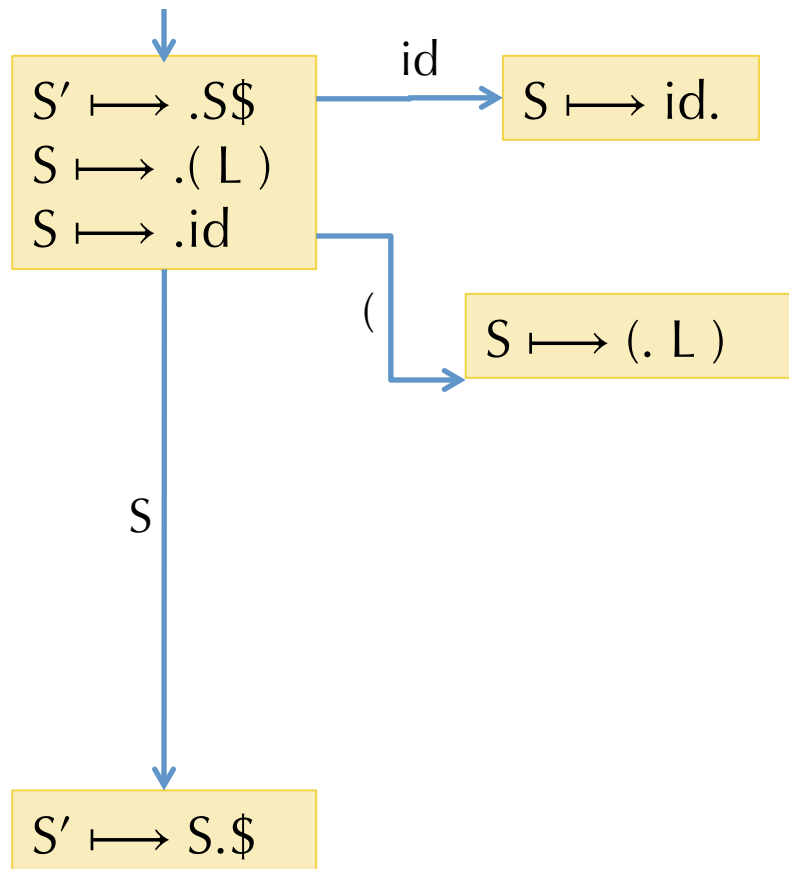 id
S′ ⟼ .S$
S ⟼ id.
S ⟼ .( L )
S ⟼ .id
(
S ⟼ (. L )
S
S′ ⟼ S.$